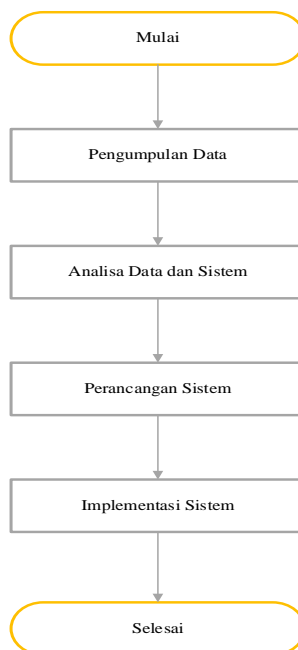 Mulai
Pengumpulan Data
Analisa Data dan Sistem
Perancangan Sistem
Implementasi Sistem
Selesai